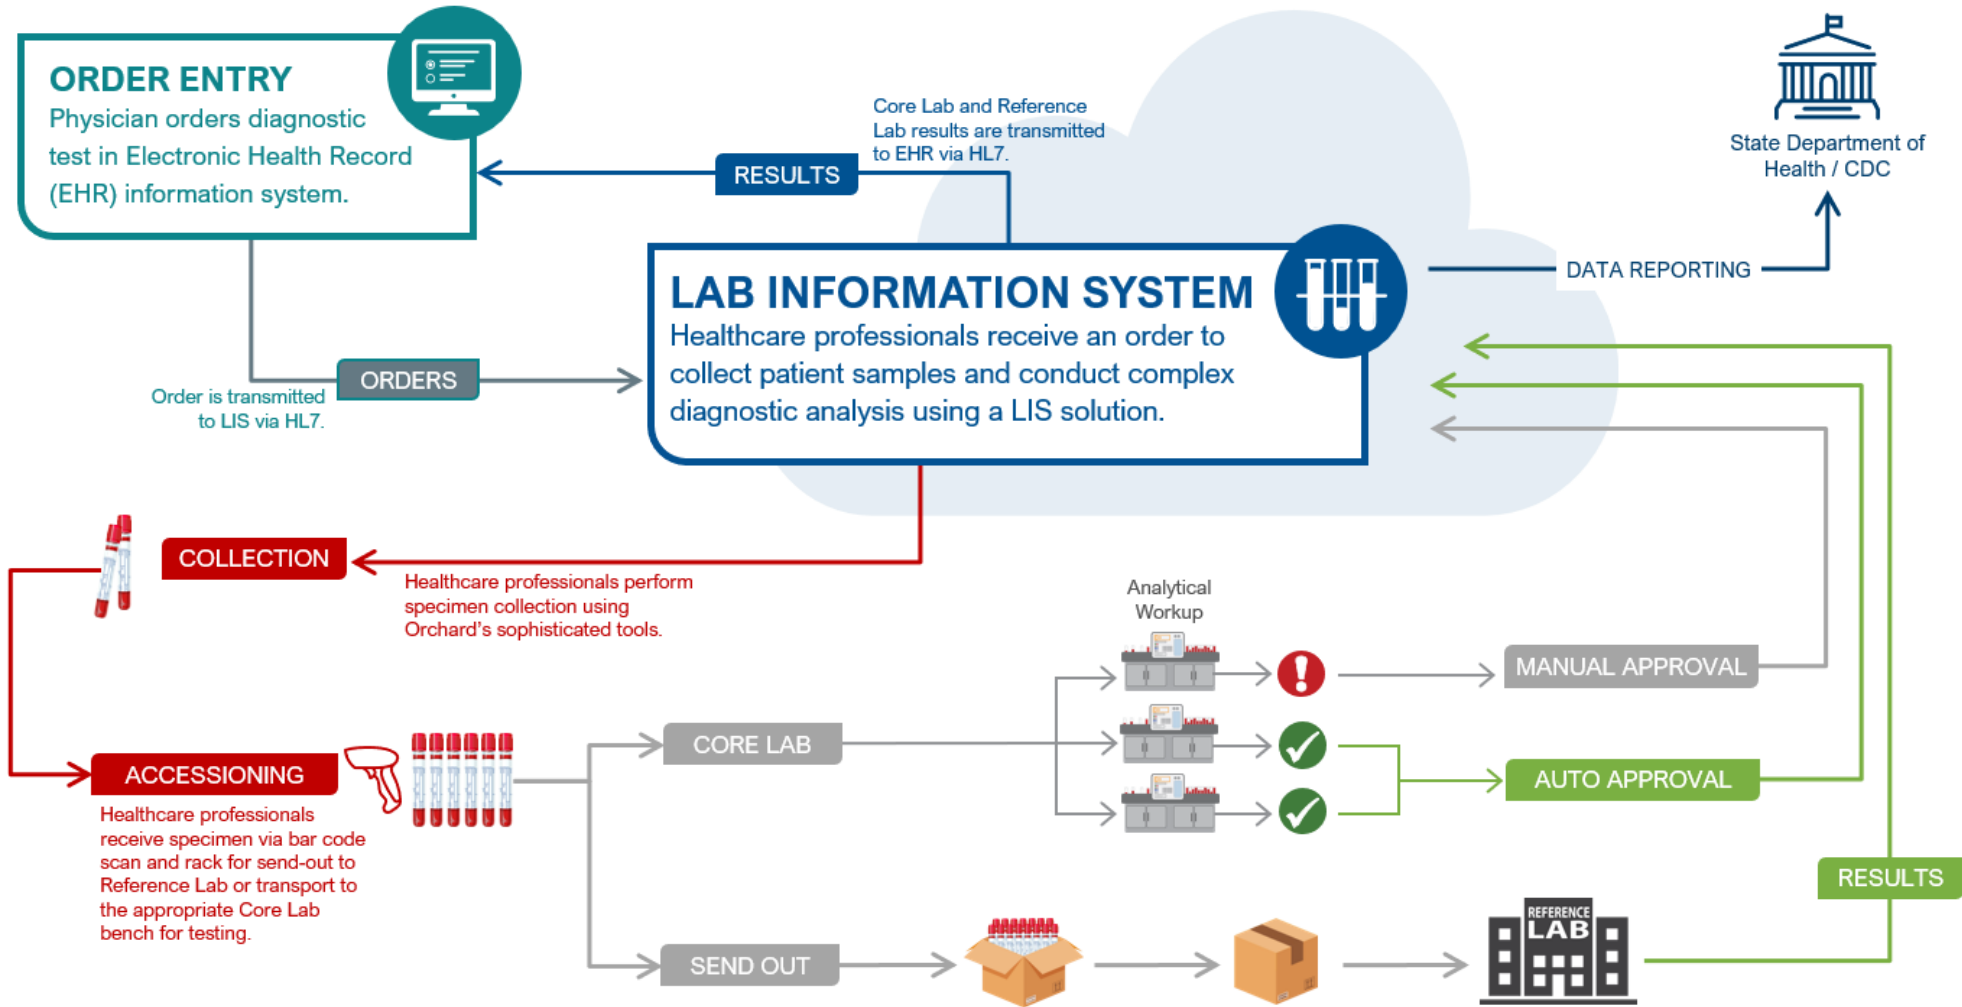 ORDER ENTRY
Physician orders diagnostic
test in Electronic Health Record
(EHR) information system.
Core Lab and Reference
Lab results are transmitted
to EHR via HL7.
RESULTS
State Department of
Health / CDC
DATA REPORTING
LAB INFORMATION SYSTEM
Healthcare professionals receive an order to
collect patient samples and conduct complex
diagnostic analysis using a LIS solution.
ORDERS
Order is transmitted
to LIS via HL7.
COLLECTION
Healthcare professionals perform
specimen collection using
Orchard's sophisticated tools.
Analytical
Workup
MANUAL APPROVAL
CORE LAB
ACCESSIONING
AUTO APPROVAL
Healthcare professionals
receive specimen via bar code
scan and rack for send-out to
Reference Lab or transport to
the appropriate Core Lab
bench for testing.
RESULTS
SEND OUT
REFERENCE
LAB